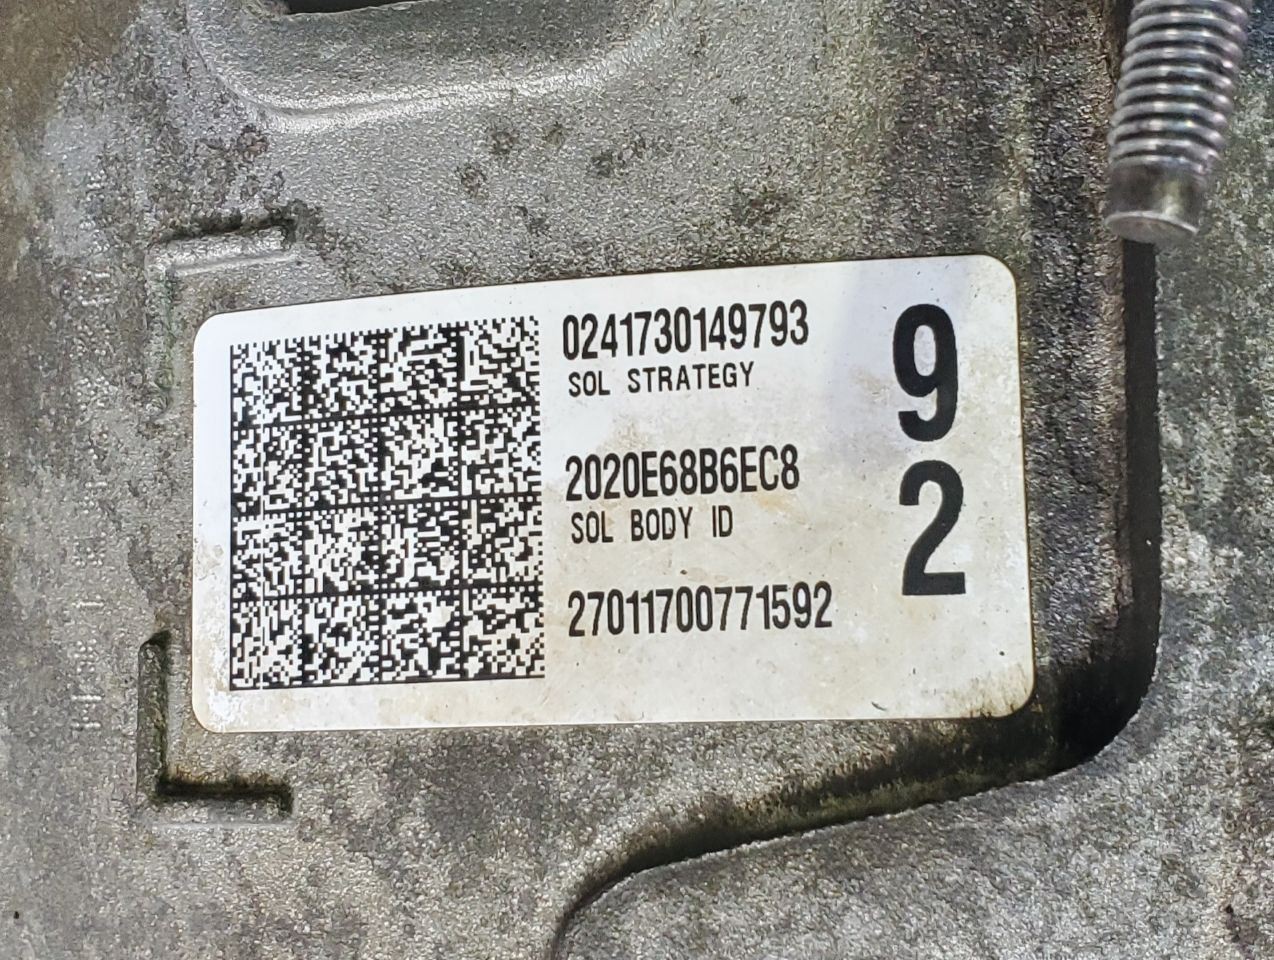 0241730149793
SOL STRATEGY
2020E68B6EC8
SOL BODY ID
27011700771592
9
2